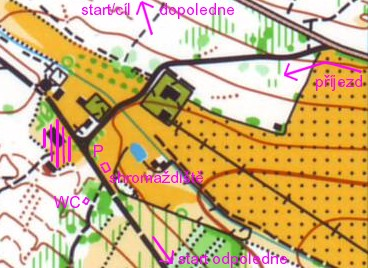 start/cíl dopoledne
příjezd
P
shromaždiště
WC
start odpoledne